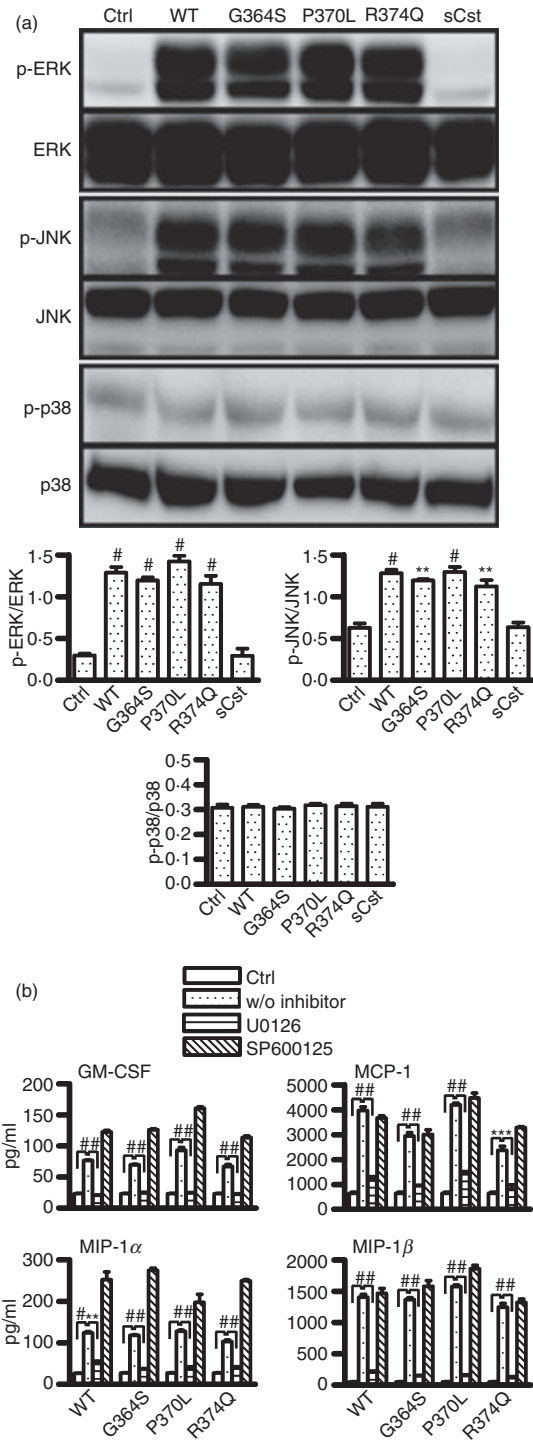 (a)
Ctrl WT G364S P370L R374Q sCst
p-ERK
ERK
p-JNK
JNK
p-p38
p38
p-ERK/ERK
1·5
1·0
0·5
0·0
# # # #
Ctrl WT G364S P370L R374Q sCst
p-JNK/JNK
1·5
1·0
0·5
0·0
# ** # **
Ctrl WT G364S P370L R374Q sCst
p-p38/p38
0·5
0·4
0·3
0·2
0·1
0·0
Ctrl WT G364S P370L R374Q sCst
(b)
Ctrl
w/o inhibitor
U0126
SP600125
GM-CSF
pg/ml
200
150
100
50
0
## ## ## ##
MCP-1
5000
4000
3000
2000
1000
0
## ## ## ***
MIP-1α
pg/ml
300
200
100
0
#** ## ## ##
WT G364S P370L R374Q
MIP-1β
2000
1500
1000
500
0
## ## ## ##
WT G364S P370L R374Q